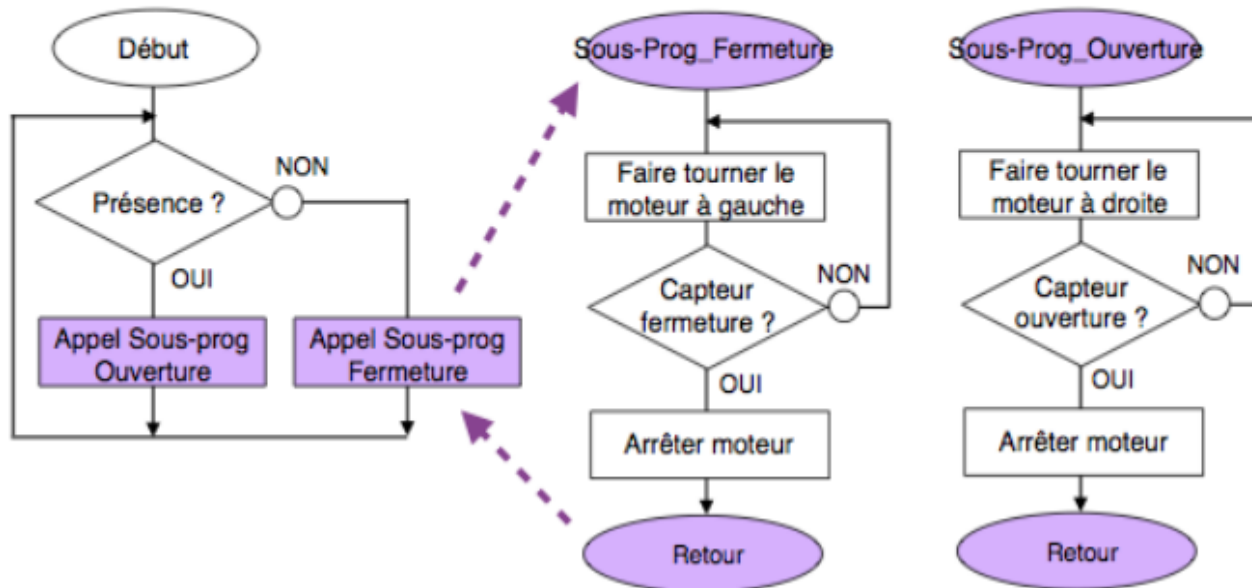 Début
Présence ?
NON
OUI
Appel Sous-prog
Ouverture
Appel Sous-prog
Fermeture
Sous-Prog_Fermeture
Faire tourner le
moteur à gauche
Capteur
fermeture ?
NON
OUI
Arrêter moteur
Retour
Sous-Prog_Ouverture
Faire tourner le
moteur à droite
Capteur
ouverture ?
NON
OUI
Arrêter moteur
Retour